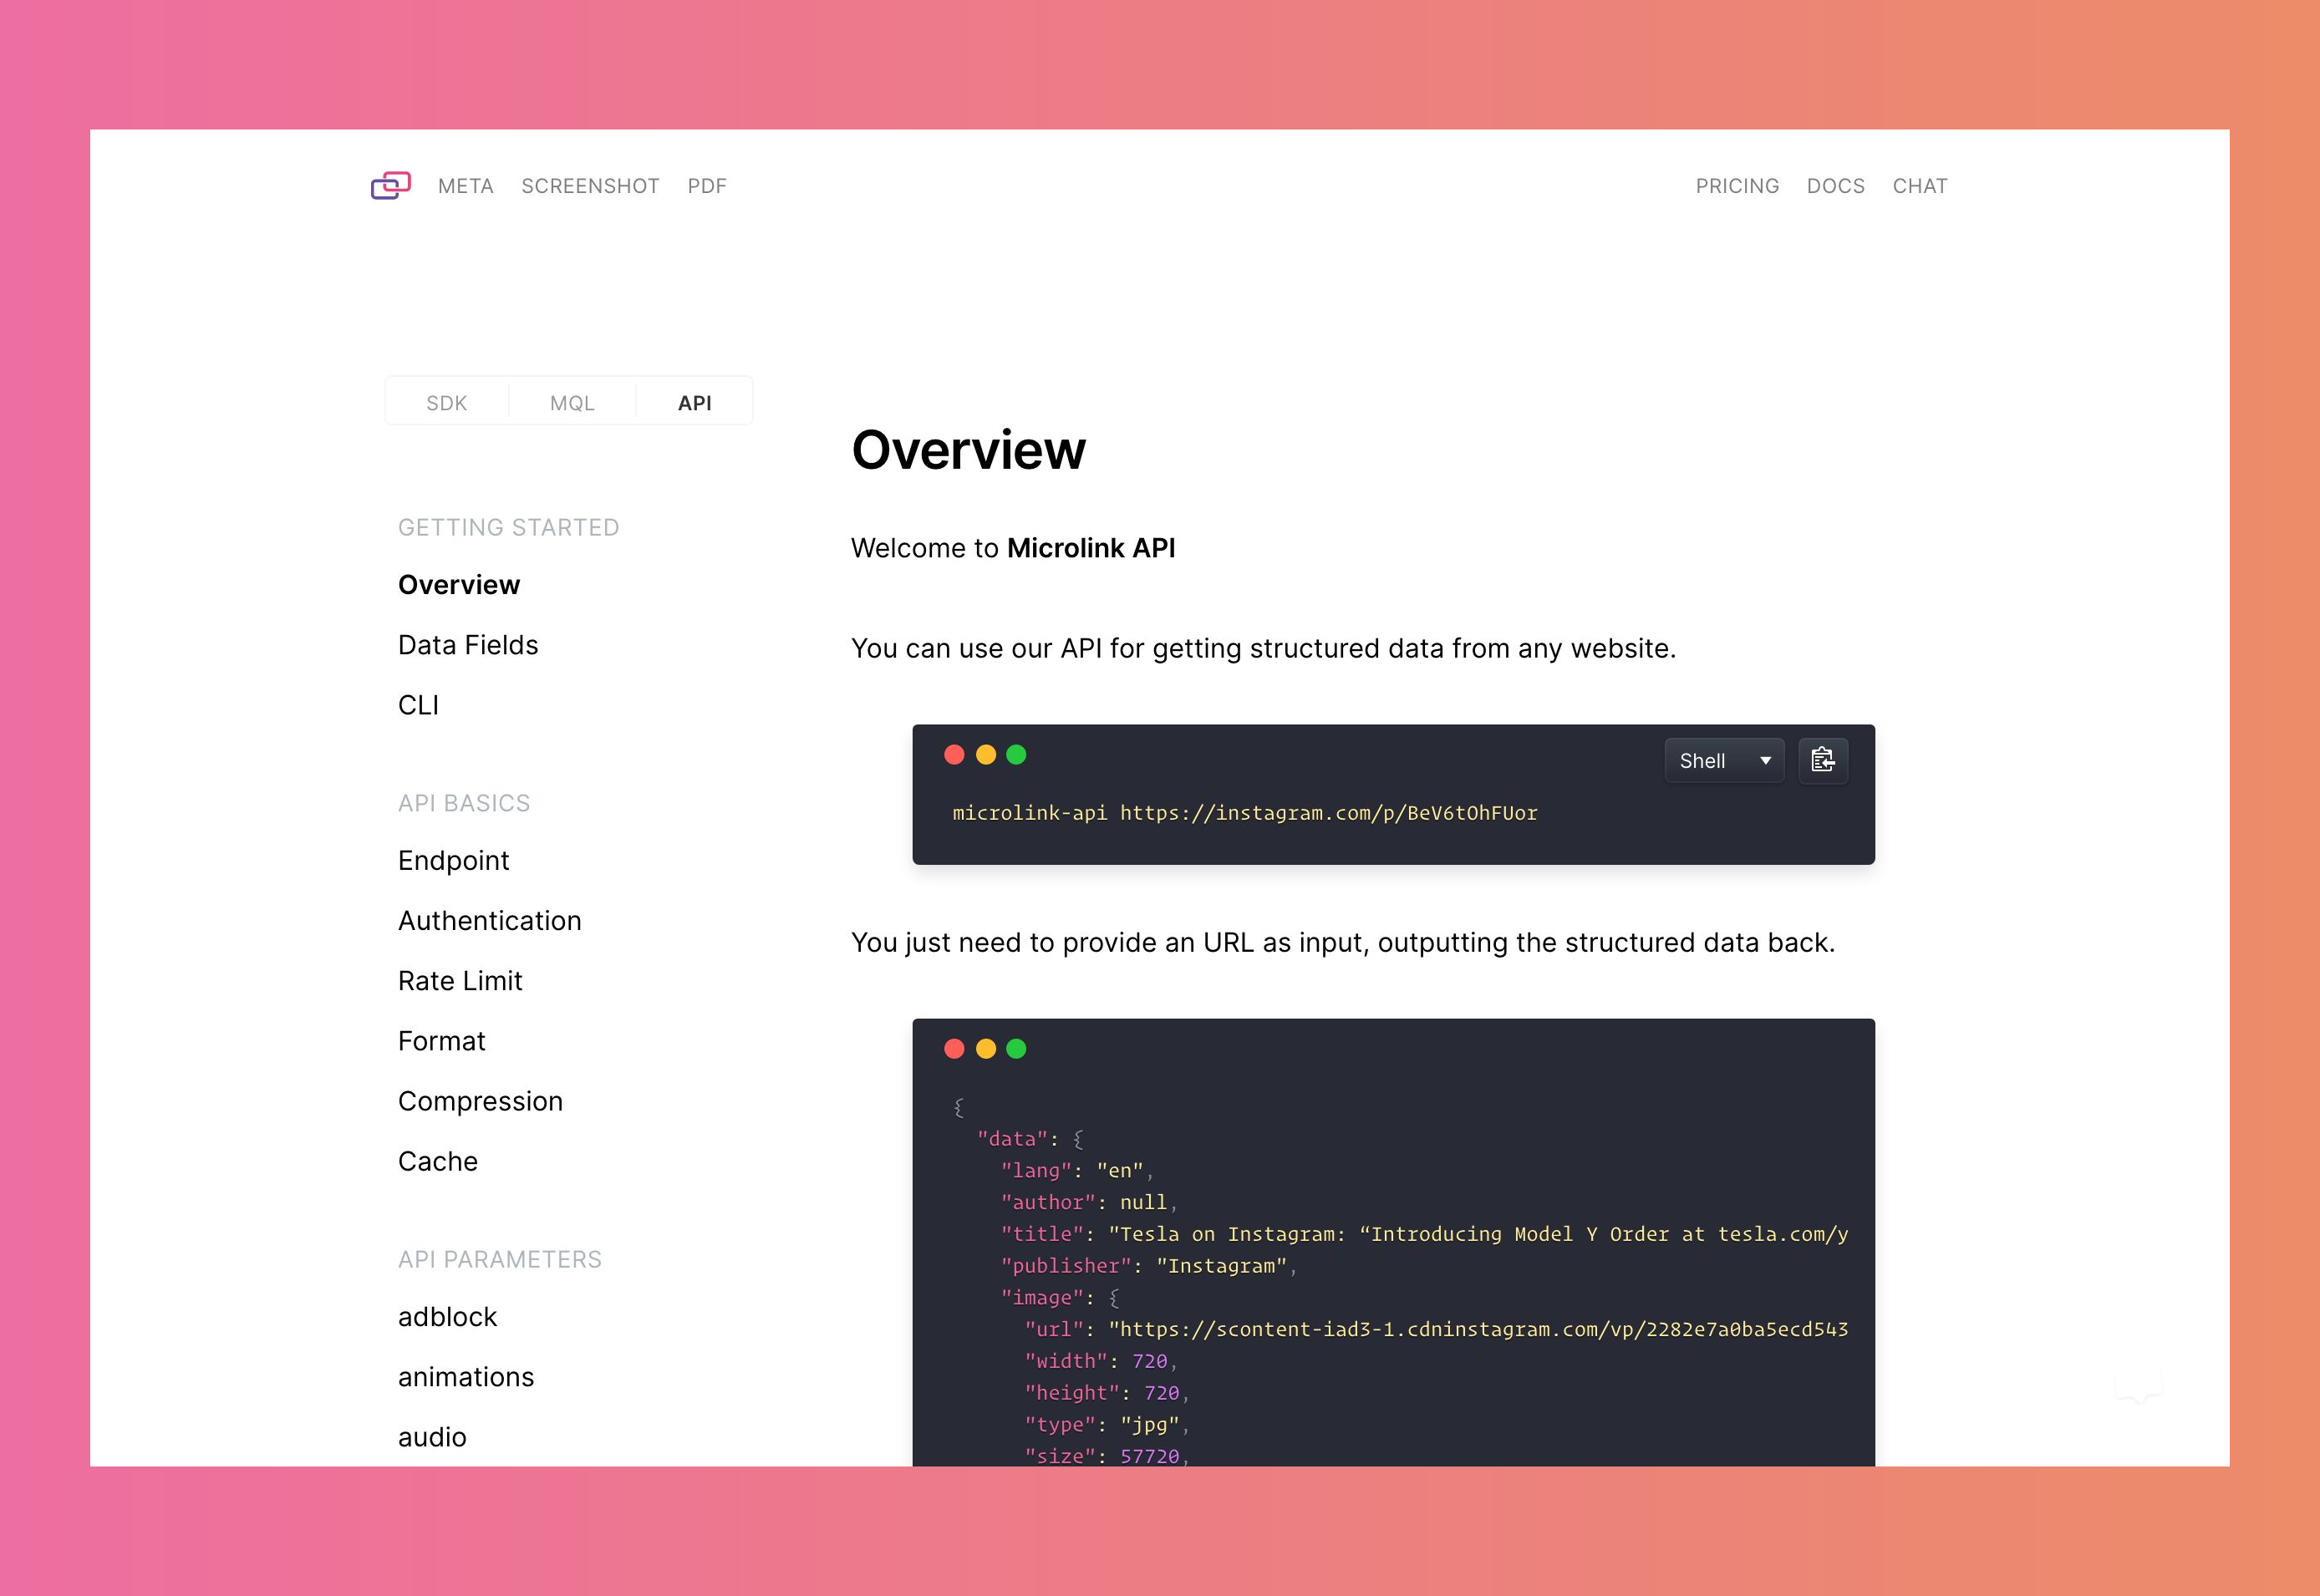 META SCREENSHOT PDF PRICING DOCS CHAT
SDK MQL API
GETTING STARTED
Overview
Data Fields
CLI
API BASICS
Endpoint
Authentication
Rate Limit
Format
Compression
Cache
API PARAMETERS
adblock
animations
audio
Overview
Welcome to Microlink API
You can use our API for getting structured data from any website.
Shell
microlink-api https://instagram.com/p/BeV6tOhFUor
You just need to provide an URL as input, outputting the structured data back.
{
"data": {
"lang": "en",
"author": null,
"title": "Tesla on Instagram: “Introducing Model Y Order at tesla.com/y
"publisher": "Instagram",
"image": {
"url": "https://scontent-iad3-1.cdninstagram.com/vp/2282e7a0ba5ecd543
"width": 720,
"height": 720,
"type": "jpg",
"size": 57720,